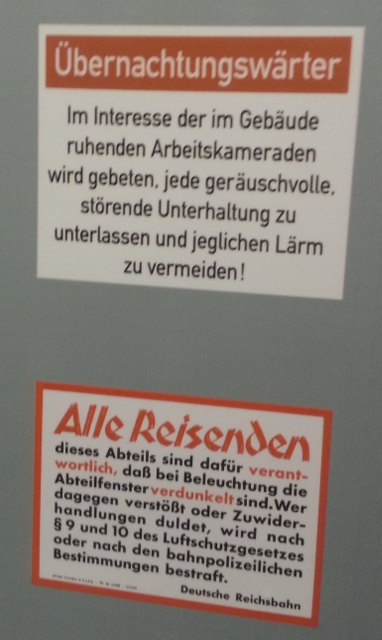 Übernachtungswärter
Im Interesse der im Gebäude
ruhenden Arbeitskameraden
wird gebeten, jede geräuschvolle,
störende Unterhaltung zu
unterlassen und jeglichen Lärm
zu vermeiden!
Alle Reisenden
dieses Abteils sind dafür verant-
wortlich, daß bei Beleuchtung die
Abteilfenster verdunkelt sind. Wer
dagegen verstößt oder Zuwider-
handlungen duldet, wird nach
§ 9 und 10 des Luftschutzgesetzes
oder nach den bahnpolizeilichen
Bestimmungen bestraft.
Deutsche Reichsbahn